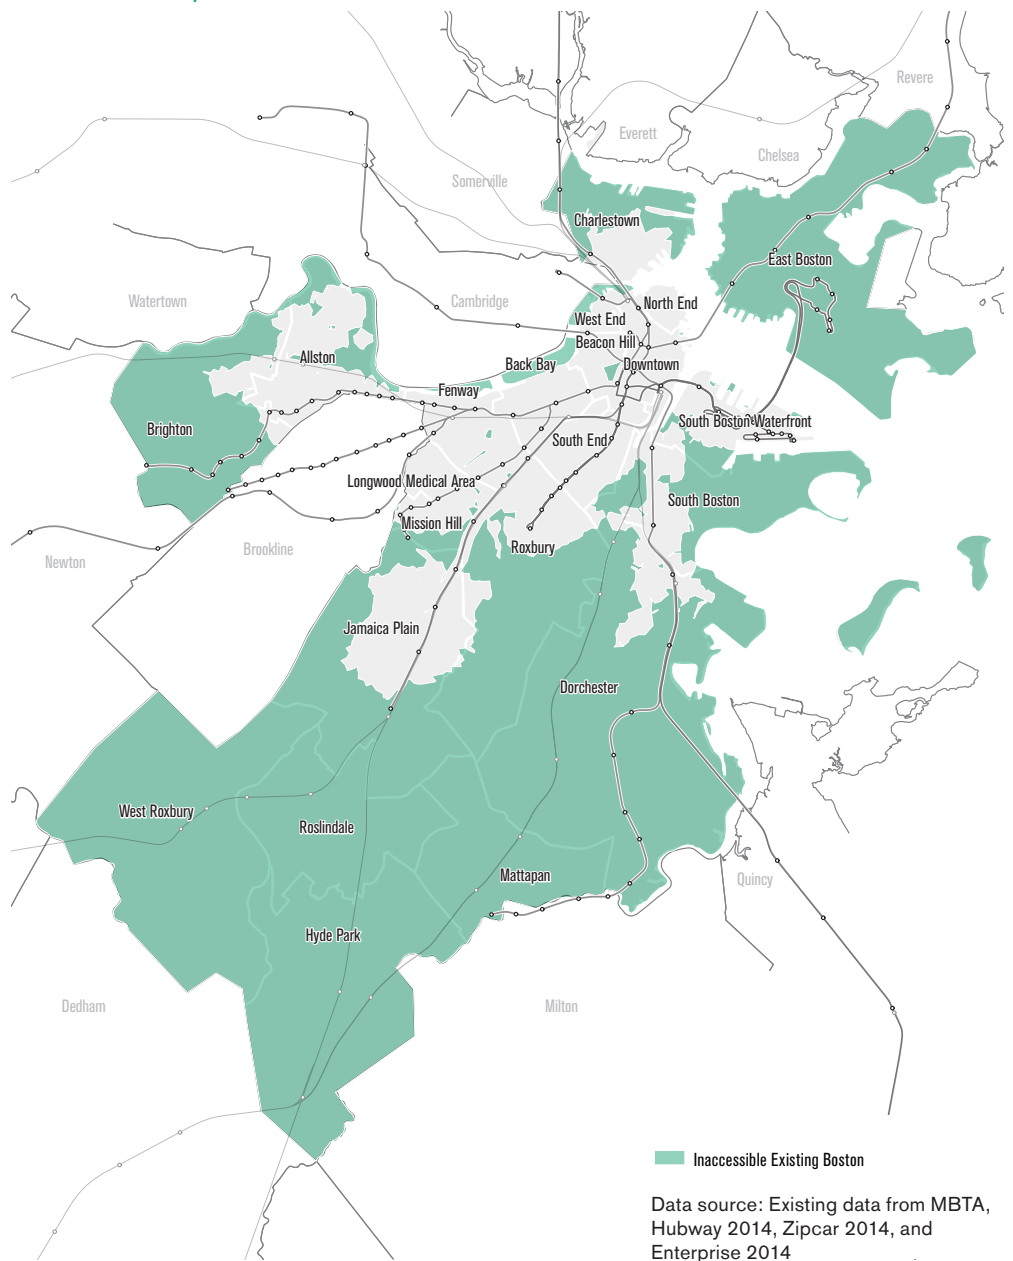 Revere
Everett
Chelsea
Somerville
Charlestown
East Boston
Watertown
Cambridge
North End
West End
Beacon Hill
Allston
Back Bay
Downtown
Fenway
South Boston Waterfront
Brighton
South End
Longwood Medical Area
South Boston
Mission Hill
Roxbury
Brookline
Newton
Jamaica Plain
Dorchester
West Roxbury
Roslindale
Mattapan
Quincy
Hyde Park
Dedham
Milton
Inaccessible Existing Boston
Data source: Existing data from MBTA,
Hubway 2014, Zipcar 2014, and
Enterprise 2014